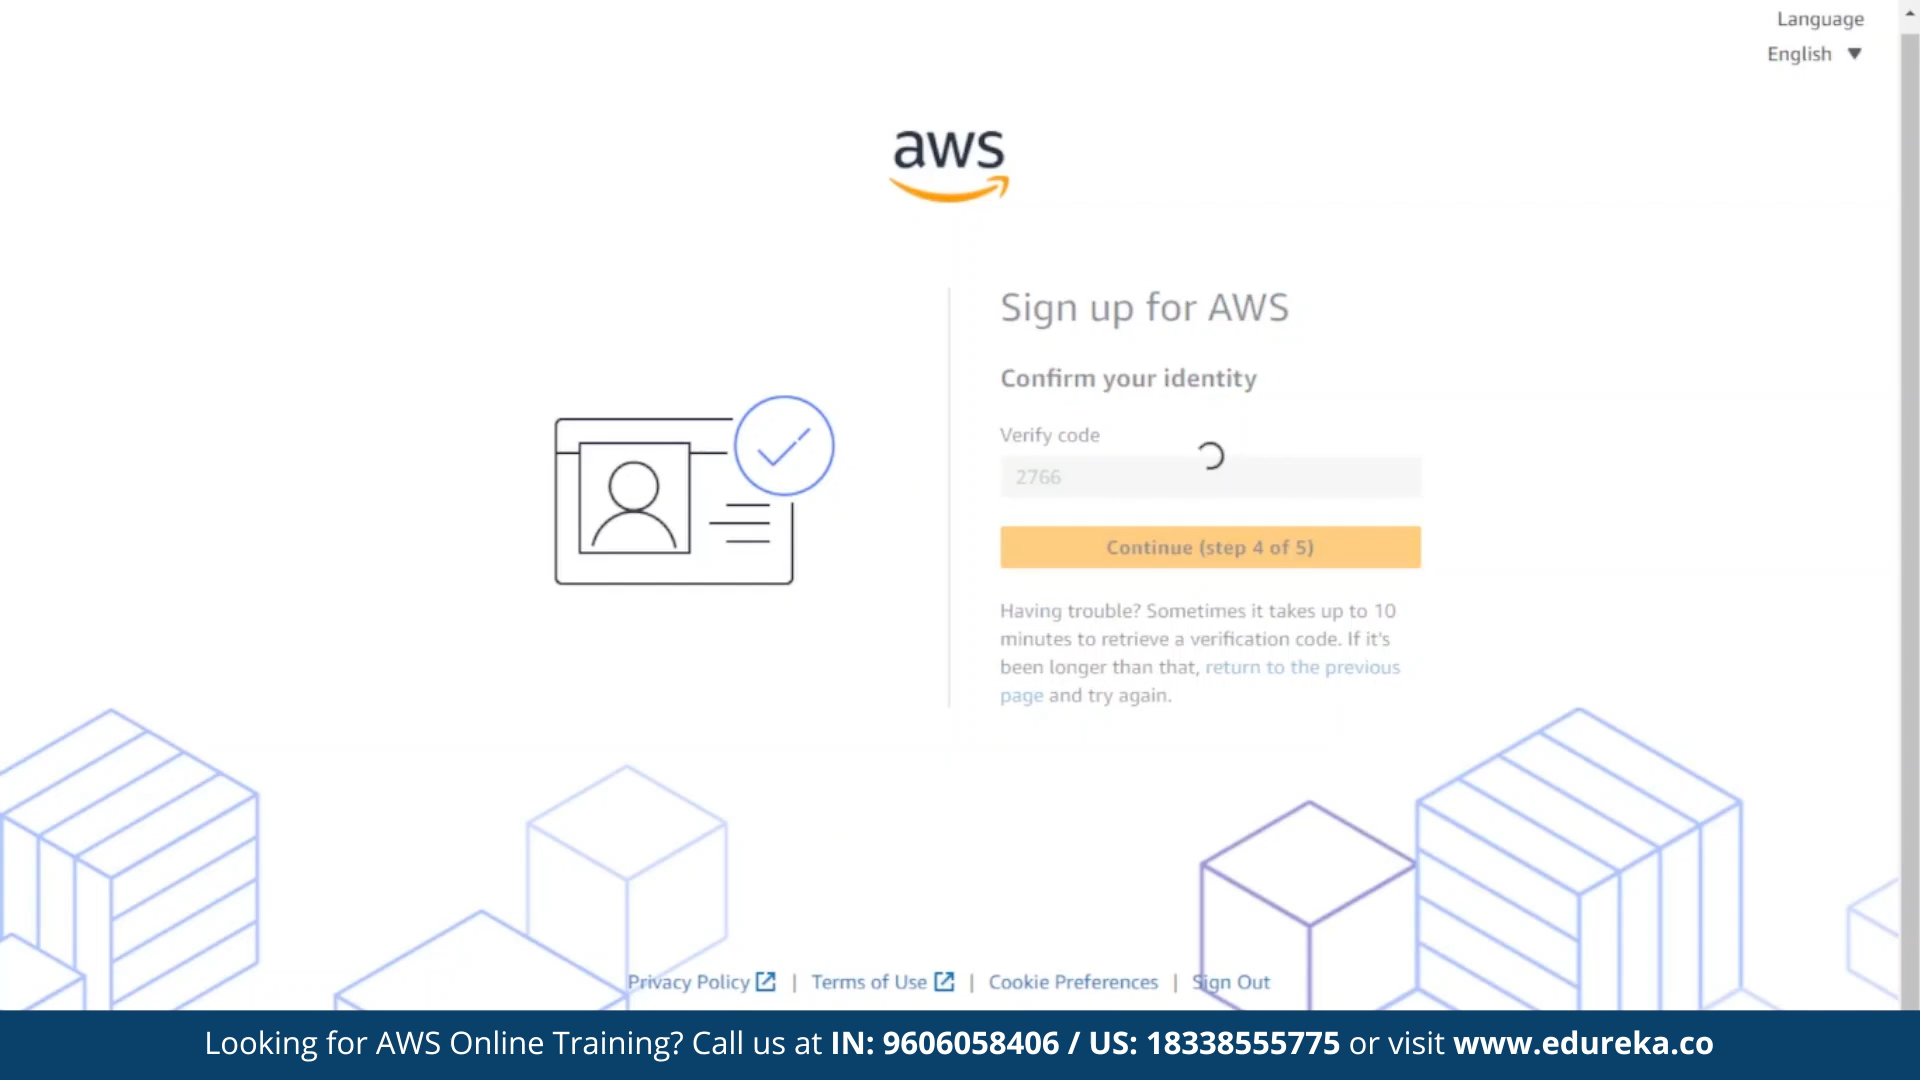 Language
English
aws
Sign up for AWS
Confirm your identity
Verify code
2766
Continue (step 4 of 5)
Having trouble? Sometimes it takes up to 10
minutes to retrieve a verification code. If it's
been longer than that, return to the previous
page and try again.
Privacy Policy | Terms of Use | Cookie Preferences | Sign Out
Looking for AWS Online Training? Call us at IN: 9606058406 / US: 18338555775 or visit www.edureka.co